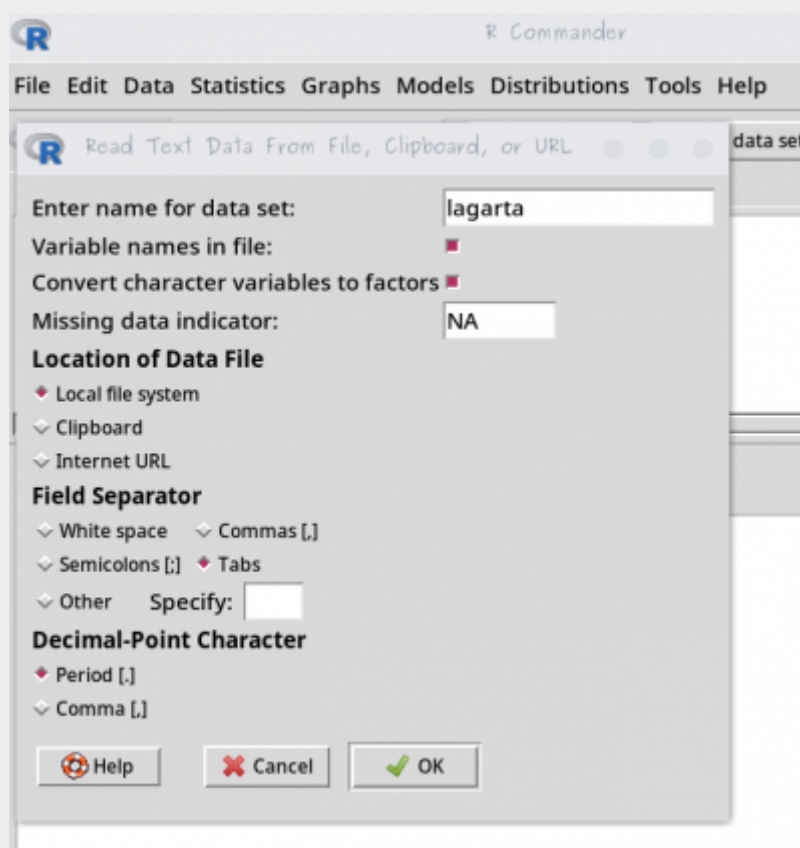 R Commander
File Edit Data Statistics Graphs Models Distributions Tools Help
R Read Text Data From File, Clipboard, or URL
data set
Enter name for data set: lagarta
Variable names in file:
Convert character variables to factors
Missing data indicator: NA
Location of Data File
Local file system
Clipboard
Internet URL
Field Separator
White space Commas [,]
Semicolons [;] Tabs
Other Specify:
Decimal-Point Character
Period [.]
Comma [,]
Help Cancel OK